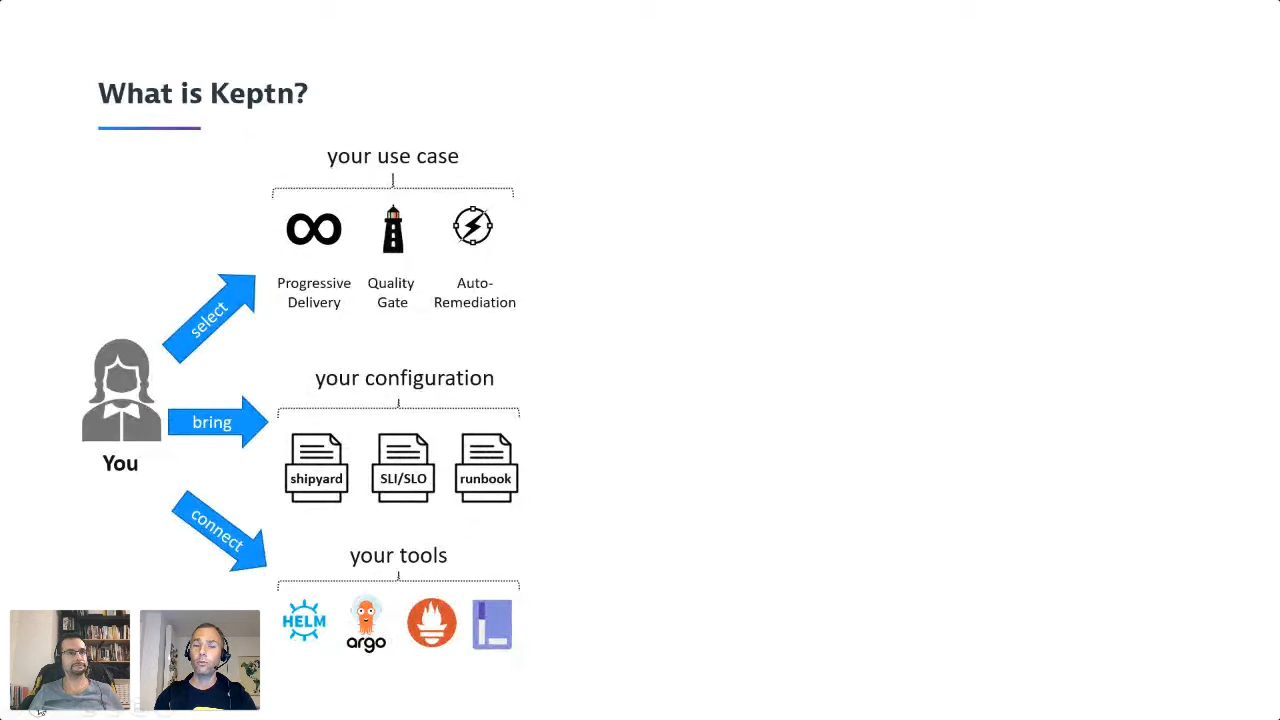 What is Keptn?
your use case
Progressive
Delivery
Quality
Gate
Auto-
Remediation
select
your configuration
bring
shipyard
SLI/SLO
runbook
You
connect
your tools
HELM
argo